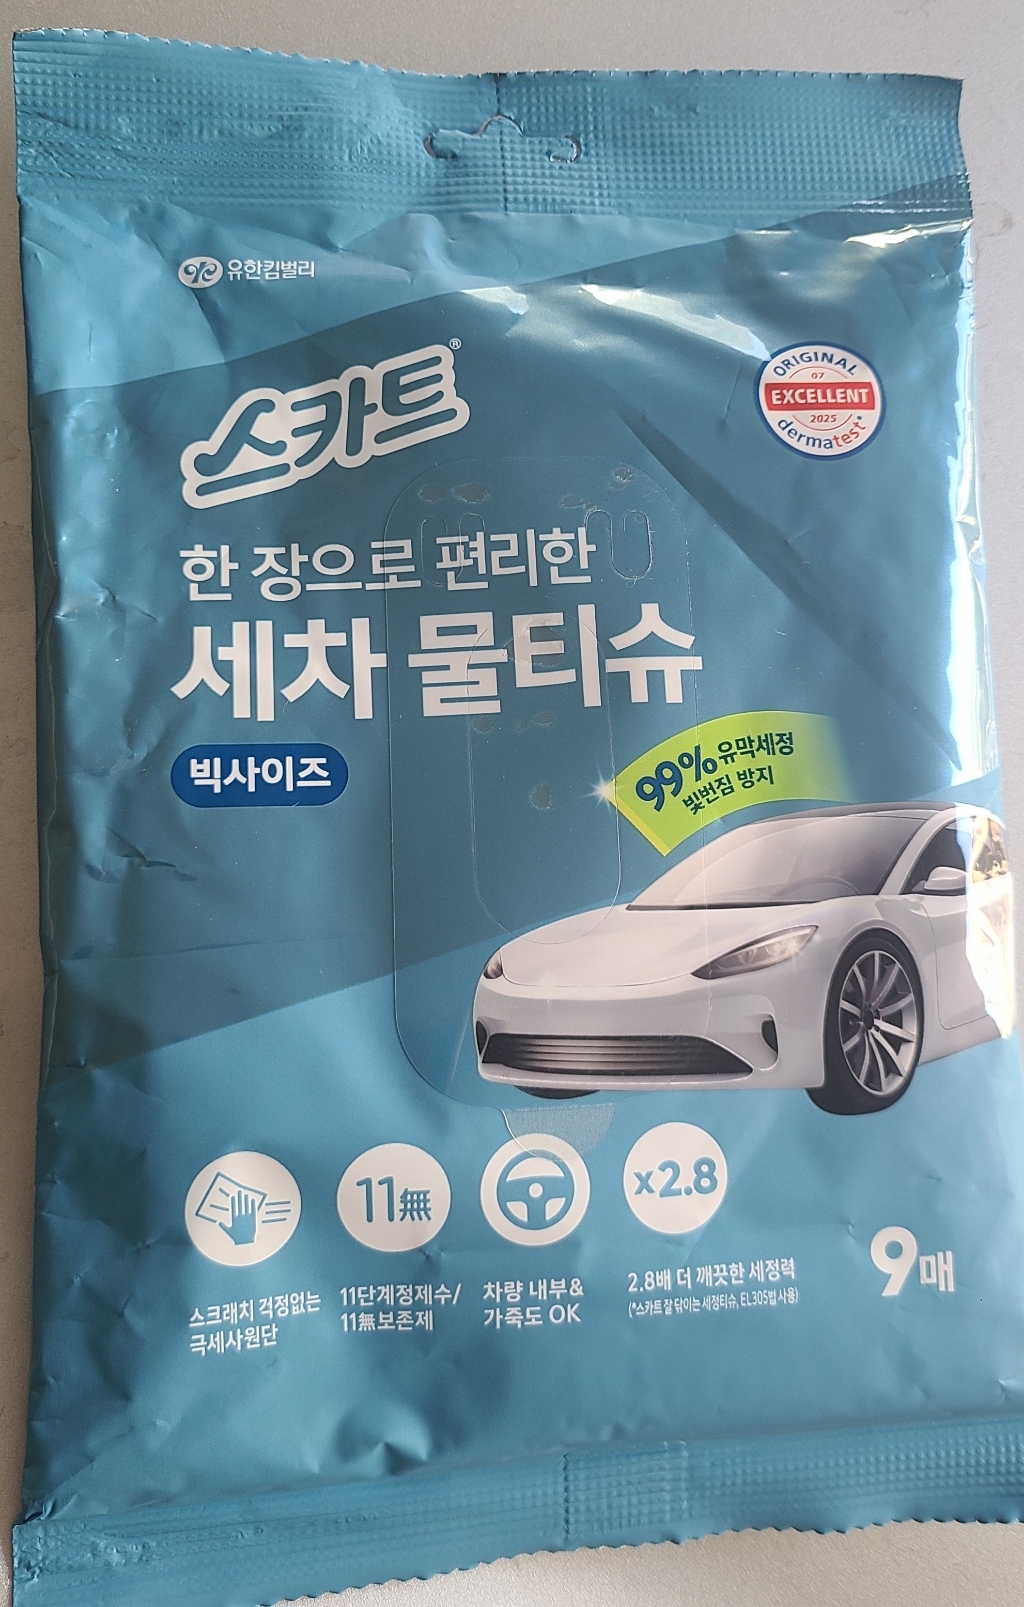 유한킴벌리
스카트®
ORIGINAL
07
EXCELLENT
2025
dermatest®
한 장으로 편리한
세차 물티슈
빅사이즈
99% 유막세정
빛번짐 방지
11無
x2.8
스크래치 걱정없는
극세사원단
11단계정제수/
11無보존제
차량 내부&
가죽도 OK
2.8배 더 깨끗한 세정력
(*스카트 잘 닦이는 세정티슈, EL 305법 사용)
9매